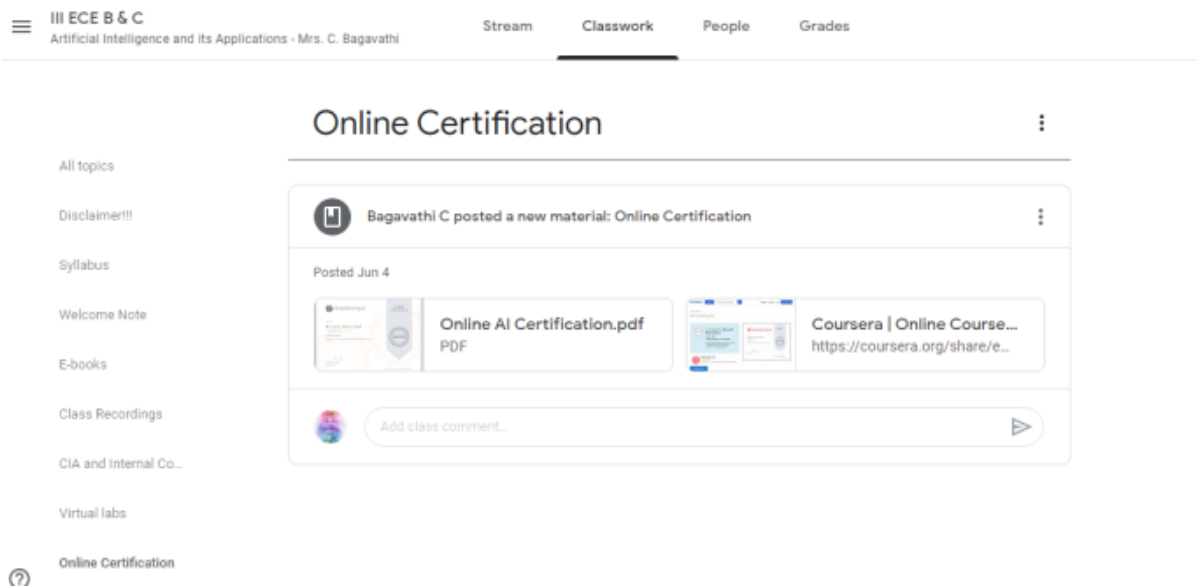 III ECE B & C
Artificial Intelligence and its Applications - Mrs. C. Bagavathi
Stream
Classwork
People
Grades
All topics
Disclaimer!!!
Syllabus
Welcome Note
E-books
Class Recordings
CIA and Internal Co...
Virtual labs
Online Certification
Online Certification
Bagavathi C posted a new material: Online Certification
Posted Jun 4
Online AI Certification.pdf
PDF
Coursera | Online Course...
https://coursera.org/share/e...
Add class comment...